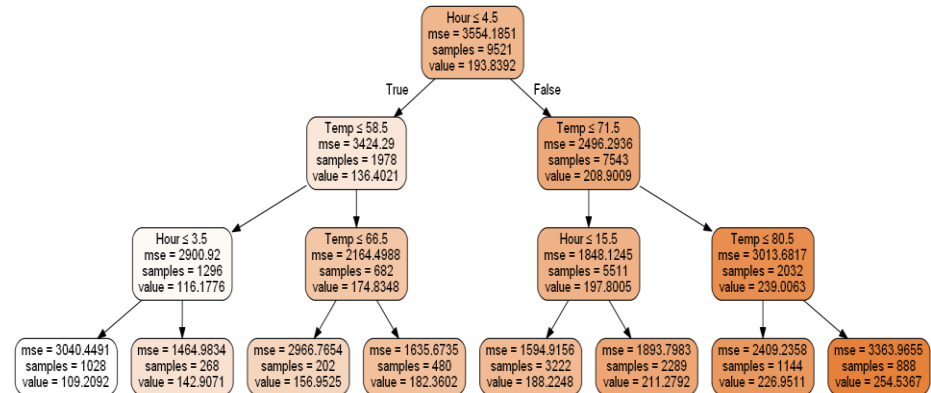 Hour ≤ 4.5
mse = 3554.1851
samples = 9521
value = 193.8392
True
False
Temp ≤ 58.5
mse = 3424.29
samples = 1978
value = 136.4021
Temp ≤ 71.5
mse = 2496.2936
samples = 7543
value = 208.9009
Hour ≤ 3.5
mse = 2900.92
samples = 1296
value = 116.1776
Temp ≤ 66.5
mse = 2164.4988
samples = 682
value = 174.8348
Hour ≤ 15.5
mse = 1848.1245
samples = 5511
value = 197.8005
Temp ≤ 80.5
mse = 3013.6817
samples = 2032
value = 239.0063
mse = 3040.4491
samples = 1028
value = 109.2092
mse = 1464.9834
samples = 268
value = 142.9071
mse = 2966.7654
samples = 202
value = 156.9525
mse = 1635.6735
samples = 480
value = 182.3602
mse = 1594.9156
samples = 3222
value = 188.2248
mse = 1893.7983
samples = 2289
value = 211.2792
mse = 2409.2358
samples = 1144
value = 226.9511
mse = 3363.9655
samples = 888
value = 254.5367